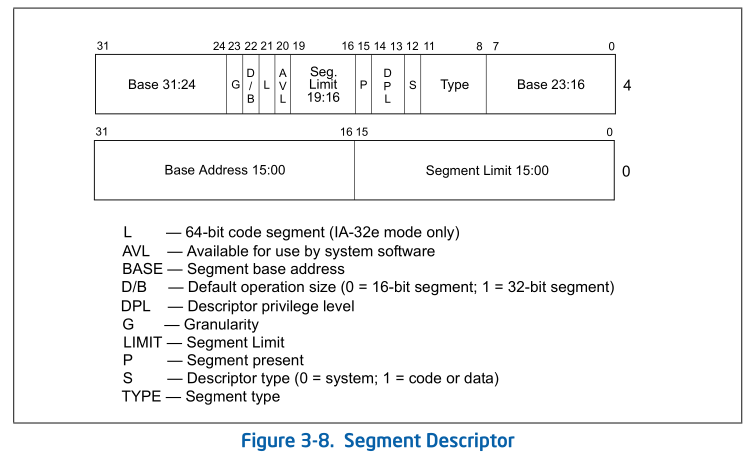 31 24 23 22 21 20 19 16 15 14 13 12 11 8 7 0
Base 31:24 G D/B L AVL Seg. Limit 19:16 P DPL S Type Base 23:16 4
31 16 15 0
Base Address 15:00 Segment Limit 15:00 0
L — 64-bit code segment (IA-32e mode only)
AVL — Available for use by system software
BASE — Segment base address
D/B — Default operation size (0 = 16-bit segment; 1 = 32-bit segment)
DPL — Descriptor privilege level
G — Granularity
LIMIT — Segment Limit
P — Segment present
S — Descriptor type (0 = system; 1 = code or data)
TYPE — Segment type
Figure 3-8. Segment Descriptor